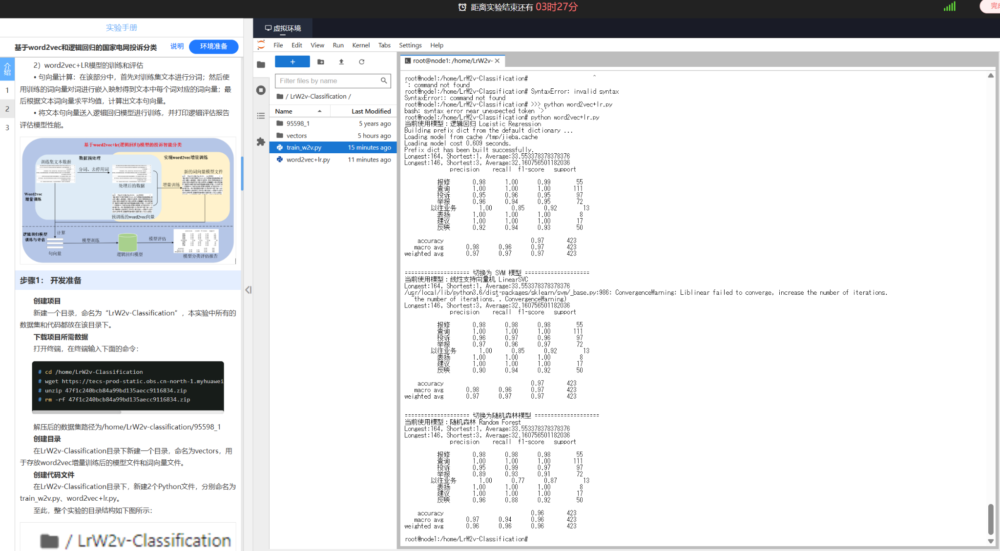 距离实验结束还有 03时27分
完成
实验手册
虚拟环境
基于word2vec和逻辑回归的国家电网投诉分类 说明 环境准备
介绍
1
2
3
2）word2vec+LR模型的训练和评估
• 句向量计算：在该部分中，首先对训练集文本进行分词；然后使
用训练的词向量对词进行嵌入映射得到文本中每个词对应的词向量；最
后根据文本词向量求平均值，计算出文本句向量。
• 将文本句向量送入逻辑回归模型进行训练，并打印逻辑评估报告
评估模型性能。
基于word2vec+lr(逻辑回归)模型的投诉智能分类
数据预处理
实现word2vec增量训练
训练集文本数据
分词、去停用词
新的词向量模型文件
处理后的数据
增量训练
Word2vec
增量训练
预训练的word2vec向量
逻辑回归模型
训练与评估
计算
模型训练
模型评估
句向量
逻辑回归模型
模型分类评估报告
步骤1： 开发准备
创建项目
新建一个目录，命名为“LrW2v-Classification”，本实验中所有的
数据集和代码都放在该目录下。
下载项目所需数据
打开终端，在终端输入下面的命令：
# cd /home/LrW2v-Classification
# wget https://tecs-prod-static.obs.cn-north-1.myhuawei
# unzip 47f1c240bcb84a99bd135aecc9116834.zip
# rm -rf 47f1c240bcb84a99bd135aecc9116834.zip
解压后的数据集路径为/home/LrW2v-classification/95598_1
创建目录
在LrW2v-Classification目录下新建一个目录，命名为vectors，用
于存放word2vec增量训练后的模型文件和词向量文件。
创建代码文件
在LrW2v-Classification目录下，新建2个Python文件，分别命名为
train_w2v.py、word2vec+lr.py。
至此，整个实验的目录结构如下图所示：
/ LrW2v-Classification
File Edit View Run Kernel Tabs Settings Help
+
Filter files by name
/ LrW2v-Classification /
Name Last Modified
95598_1 5 years ago
vectors 5 hours ago
train_w2v.py 15 minutes ago
word2vec+lr.py 11 minutes ago
root@node1: /home/LrW2v- ×
root@node1:/home/LrW2v-Classification# ^
^: command not found
root@node1:/home/LrW2v-Classification# SyntaxError: invalid syntax
SyntaxError:: command not found
root@node1:/home/LrW2v-Classification# >>> python word2vec+lr.py
bash: syntax error near unexpected token `>'
root@node1:/home/LrW2v-Classification# python word2vec+lr.py
当前使用模型：逻辑回归 Logistic Regression
Building prefix dict from the default dictionary ...
Loading model from cache /tmp/jieba.cache
Loading model cost 0.609 seconds.
Prefix dict has been built successfully.
Longest:164, Shortest:1, Average:33.553378378378376
Longest:146, Shortest:3, Average:32.160756501182036
precision recall f1-score support
报修 0.98 1.00 0.99 55
查询 1.00 1.00 1.00 111
投诉 0.95 0.96 0.95 97
举报 0.96 0.94 0.95 72
以往业务 1.00 0.85 0.92 13
表扬 1.00 1.00 1.00 8
建议 1.00 1.00 1.00 17
反映 0.92 0.94 0.93 50
accuracy 0.97 423
macro avg 0.98 0.96 0.97 423
weighted avg 0.97 0.97 0.97 423
==================== 切换为 SVM 模型 ====================
当前使用模型：线性支持向量机 LinearSVC
Longest:164, Shortest:1, Average:33.553378378378376
/usr/local/lib/python3.6/dist-packages/sklearn/svm/_base.py:986: ConvergenceWarning: Liblinear failed to converge, increase the number of iterations.
"the number of iterations.", ConvergenceWarning)
Longest:146, Shortest:3, Average:32.160756501182036
precision recall f1-score support
报修 0.98 0.98 0.98 55
查询 1.00 1.00 1.00 111
投诉 0.96 0.97 0.96 97
举报 0.97 0.96 0.97 72
以往业务 1.00 0.85 0.92 13
表扬 1.00 1.00 1.00 8
建议 1.00 1.00 1.00 17
反映 0.90 0.94 0.92 50
accuracy 0.97 423
macro avg 0.98 0.96 0.97 423
weighted avg 0.97 0.97 0.97 423
==================== 切换为随机森林模型 ====================
当前使用模型：随机森林 Random Forest
Longest:164, Shortest:1, Average:33.553378378378376
Longest:146, Shortest:3, Average:32.160756501182036
precision recall f1-score support
报修 0.98 0.98 0.98 55
查询 1.00 1.00 1.00 111
投诉 0.95 0.99 0.97 97
举报 0.89 0.93 0.91 72
以往业务 1.00 0.77 0.87 13
表扬 1.00 1.00 1.00 8
建议 1.00 1.00 1.00 17
反映 0.96 0.88 0.92 50
accuracy 0.96 423
macro avg 0.97 0.94 0.96 423
weighted avg 0.96 0.96 0.96 423
root@node1:/home/LrW2v-Classification#